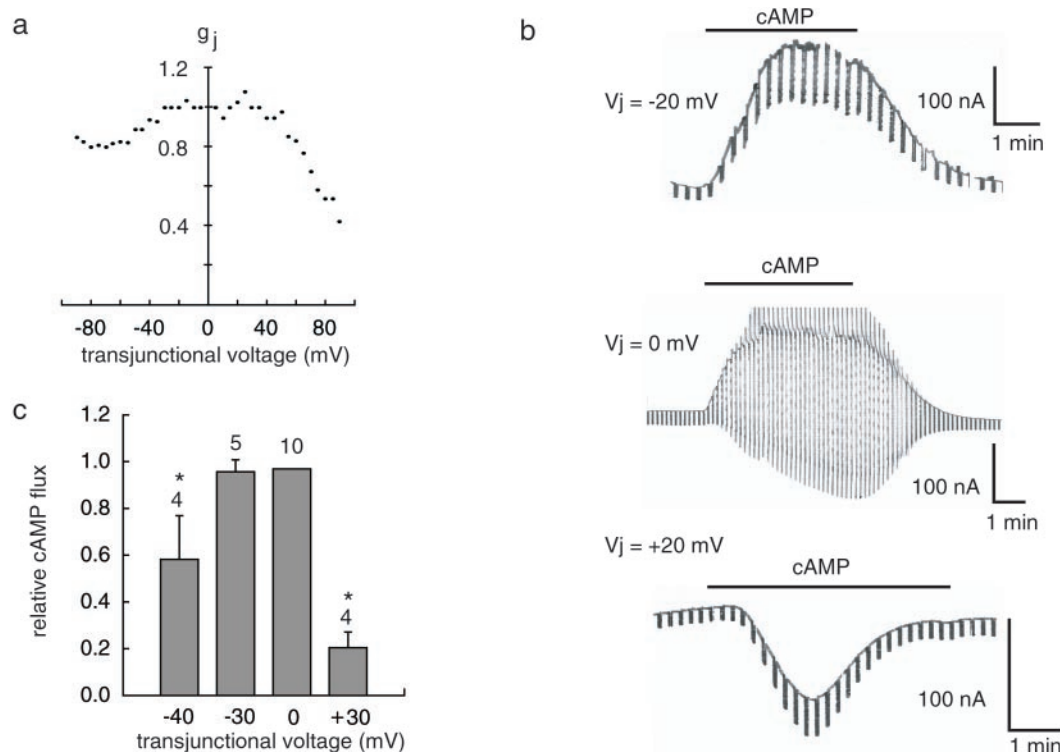 a
gj
1.2
0.8
0.4
-80 -40 0 40 80
transjunctional voltage (mV)
b
cAMP
Vj = -20 mV
100 nA
1 min
cAMP
Vj = 0 mV
100 nA
1 min
Vj = +20 mV
cAMP
100 nA
1 min
c
relative cAMP flux
1.2
1.0
0.8
0.6
0.4
0.2
0.0
*
4
5
10
*
4
-40 -30 0 +30
transjunctional voltage (mV)